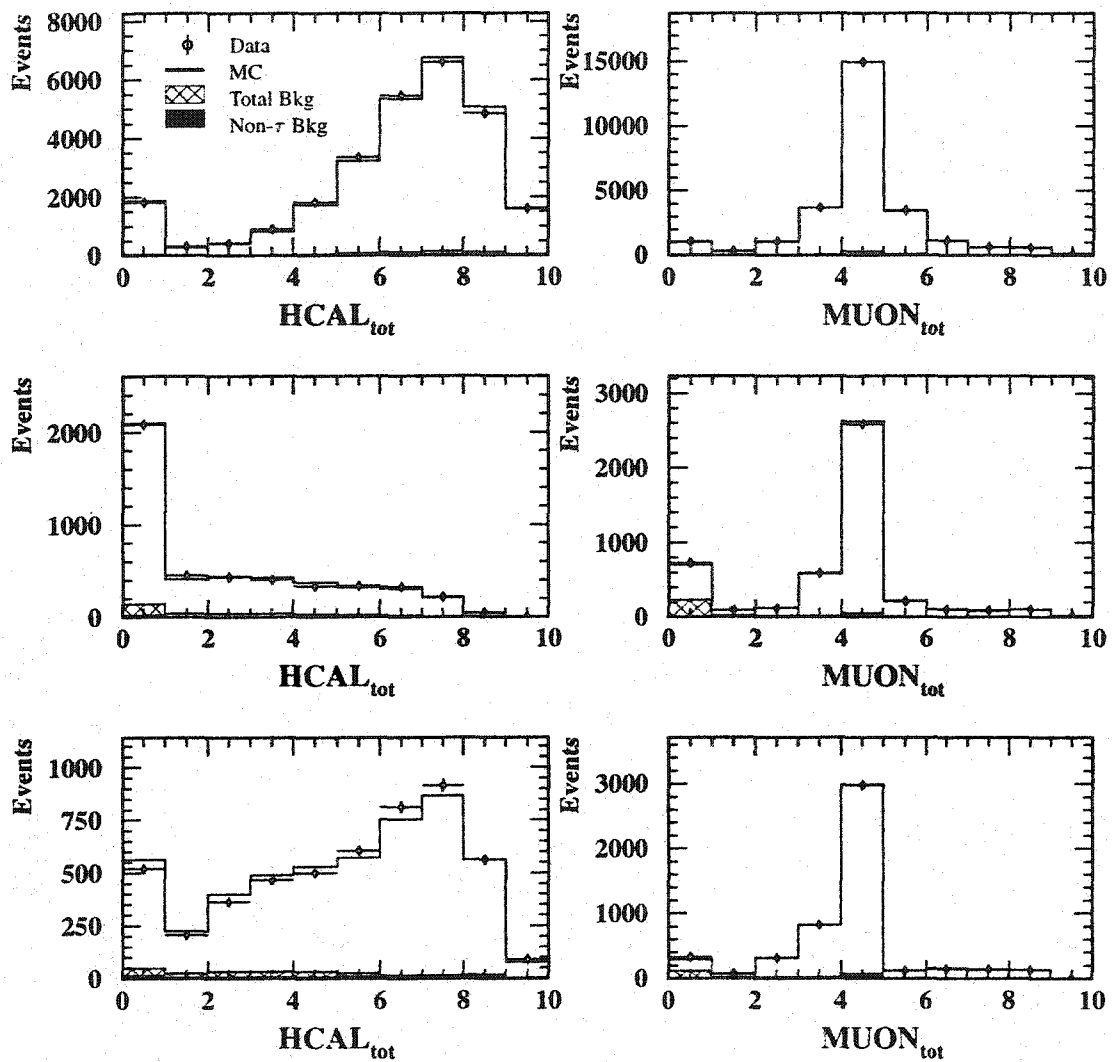 Events
8000
6000
4000
2000
0
Data
MC
Total Bkg
Non-τ Bkg
0 2 4 6 8 10
HCAL_tot
Events
15000
10000
5000
0
0 2 4 6 8 10
MUON_tot
Events
2000
1000
0
0 2 4 6 8 10
HCAL_tot
Events
3000
2000
1000
0
0 2 4 6 8 10
MUON_tot
Events
1000
750
500
250
0
0 2 4 6 8 10
HCAL_tot
Events
3000
2000
1000
0
0 2 4 6 8 10
MUON_tot